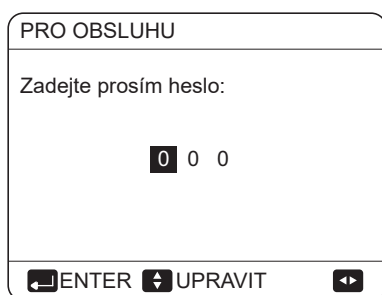 PRO OBSLUHU
Zadejte prosím heslo:
0 0 0
ENTER UPRAVIT